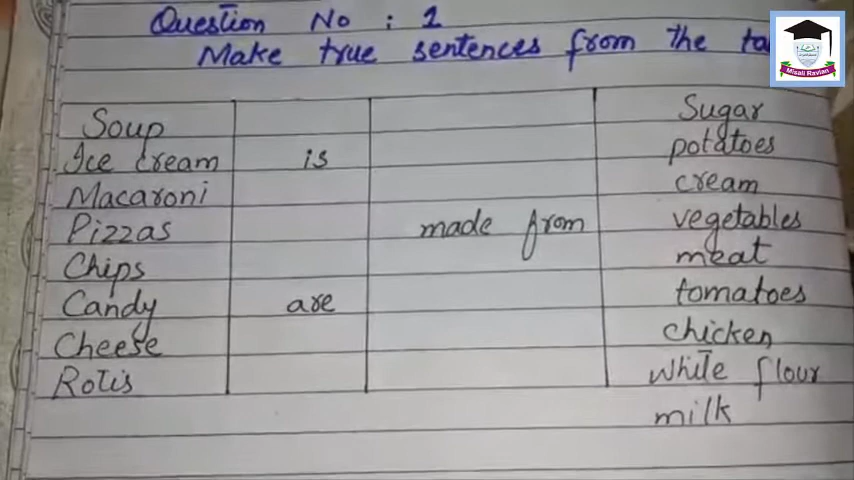 Question No : 1
Make true sentences from the ta
Misali Ravian
Soup Sugar
Ice cream is potatoes
Macaroni cream
Pizzas made from vegetables
Chips meat
Candy are tomatoes
Cheese chicken
Rotis white flour
milk